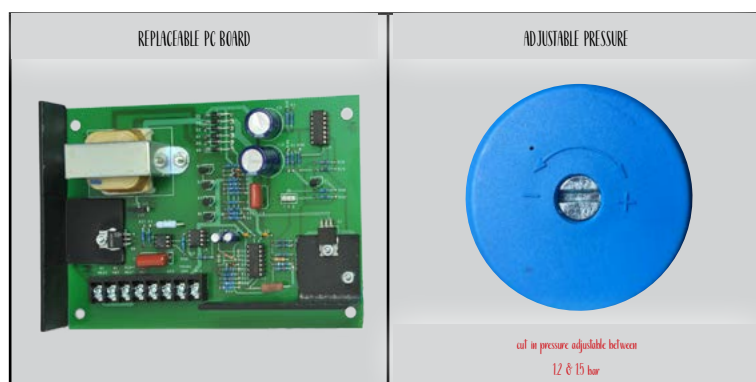 REPLACEABLE PC BOARD
ADJUSTABLE PRESSURE
- +
cut in pressure adjustable between
1.2 & 1.5 bar